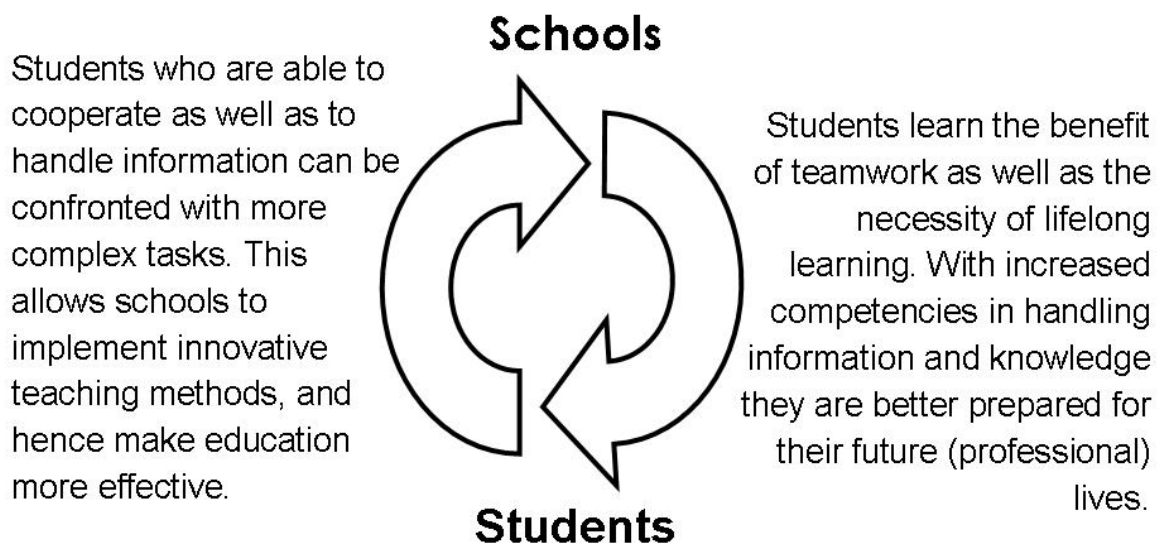 Schools
Students who are able to
cooperate as well as to
handle information can be
confronted with more
complex tasks. This
allows schools to
implement innovative
teaching methods, and
hence make education
more effective.
Students learn the benefit
of teamwork as well as the
necessity of lifelong
learning. With increased
competencies in handling
information and knowledge
they are better prepared for
their future (professional)
lives.
Students